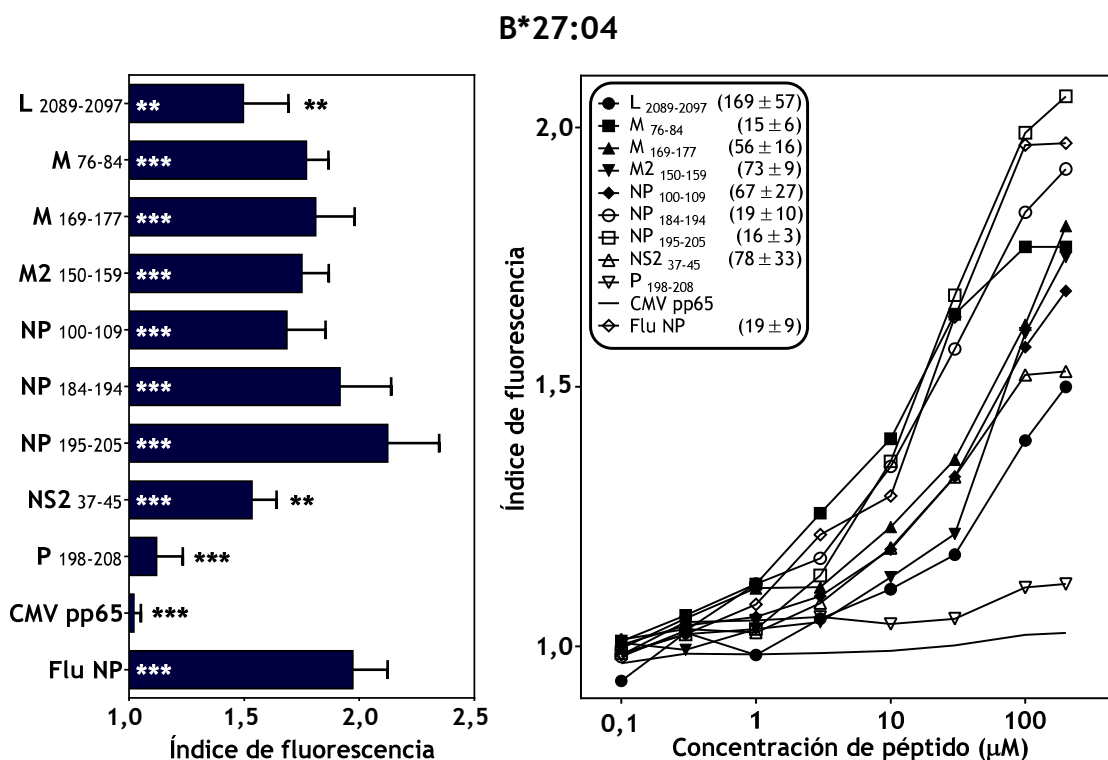 B*27:04
L 2089-2097 ** **
M 76-84 ***
M 169-177 ***
M2 150-159 ***
NP 100-109 ***
NP 184-194 ***
NP 195-205 ***
NS2 37-45 *** **
P 198-208 ***
CMV pp65 ***
Flu NP ***
1,0 1,5 2,0 2,5
Índice de fluorescencia
Índice de fluorescencia
2,0
1,5
1,0
L 2089-2097 (169 ± 57)
M 76-84 (15 ± 6)
M 169-177 (56 ± 16)
M2 150-159 (73 ± 9)
NP 100-109 (67 ± 27)
NP 184-194 (19 ± 10)
NP 195-205 (16 ± 3)
NS2 37-45 (78 ± 33)
P 198-208
CMV pp65
Flu NP (19 ± 9)
0,1 1 10 100
Concentración de péptido (µM)